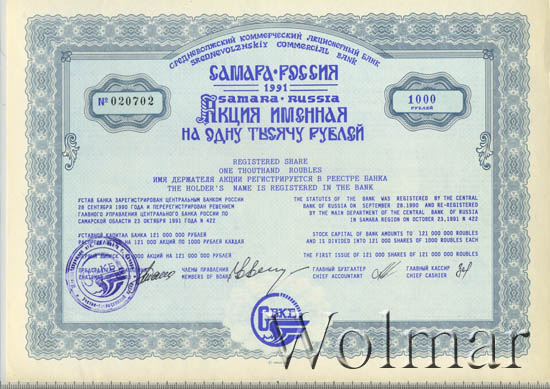 СРЕДНЕВОЛЖСКИЙ КОММЕРЧЕСКИЙ АКЦИОНЕРНЫЙ БАНК
SREDNEVOLZHSKIY COMMERCIAL BANK
САМАРА·РОССИЯ
1991
SAMARA·RUSSIA
№ 020702
1000
РУБЛЕЙ
АКЦИЯ ИМЕННАЯ
НА ОДНУ ТЫСЯЧУ РУБЛЕЙ
REGISTERED SHARE
ONE THOUTHAND ROUBLES
ИМЯ ДЕРЖАТЕЛЯ АКЦИИ РЕГИСТРИРУЕТСЯ В РЕЕСТРЕ БАНКА
THE HOLDER'S NAME IS REGISTERED IN THE BANK
УСТАВ БАНКА ЗАРЕГИСТРИРОВАН ЦЕНТРАЛЬНЫМ БАНКОМ РОССИИ
28 СЕНТЯБРЯ 1990 ГОДА И ПЕРЕРЕГИСТРИРОВАН РЕШЕНИЕМ
ГЛАВНОГО УПРАВЛЕНИЯ ЦЕНТРАЛЬНОГО БАНКА РОССИИ ПО
САМАРСКОЙ ОБЛАСТИ 23 ОКТЯБРЯ 1991 ГОДА N 422
THE STATUTES OF THE BANK WAS REGISTERED BY THE CENTRAL
BANK OF RUSSIA ON SEPTEMBER 28.1990 AND RE-REGISTERED
BY THE MAIN DEPARTMENT OF THE CENTRAL BANK OF RUSSIA
IN SAMARA REGION ON OCTOBER 23,1991 N 422
УСТАВНОЙ КАПИТАЛ БАНКА 121 000 000 РУБЛЕЙ
НА 121 000 АКЦИЙ ПО 1000 РУБЛЕЙ КАЖДАЯ
STOCK CAPITAL OF BANK AMOUNTS TO 121 000 000 ROUBLES
AND IS DIVIDED INTO 121 000 SHARES OF 1000 ROUBLES EACH
121 000 АКЦИЙ НА 121 000 000 РУБЛЕЙ
THE FIRST ISSUE OF 121 000 SHARES OF 121 000 000 ROUBLES
ЧЛЕНЫ ПРАВЛЕНИЯ
MEMBERS OF BOARD
ГЛАВНЫЙ БУХГАЛТЕР
CHIEF ACCOUNTANT
ГЛАВНЫЙ КАССИР
CHIEF CASHIER
СВКБ
Wolmar